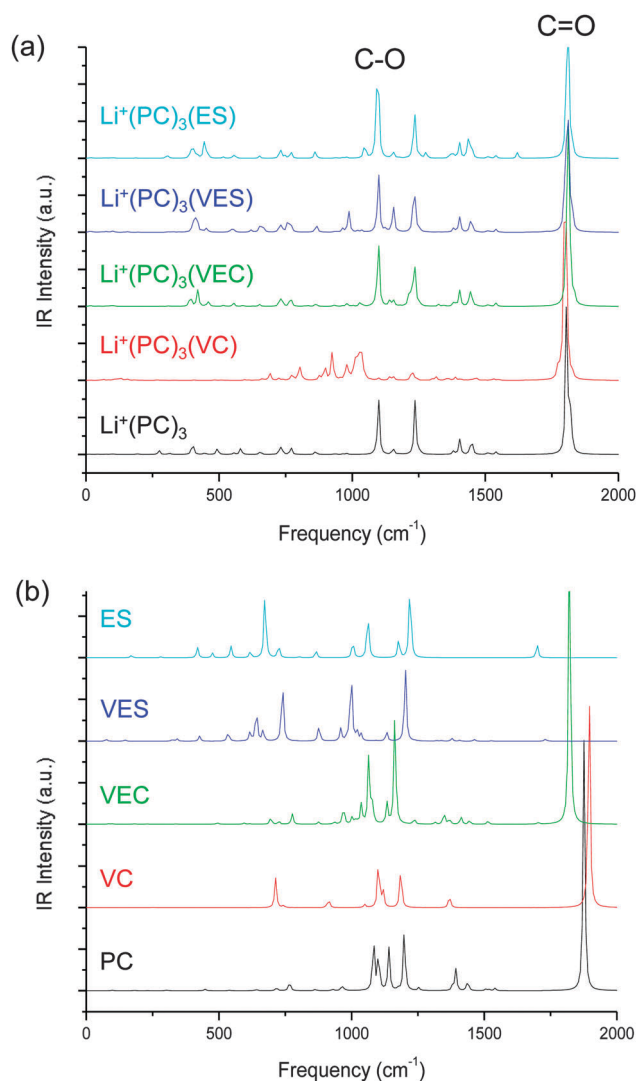 (a)
C-O
C=O
Li⁺(PC)₃(ES)
Li⁺(PC)₃(VES)
Li⁺(PC)₃(VEC)
Li⁺(PC)₃(VC)
Li⁺(PC)₃
IR Intensity (a.u.)
0 500 1000 1500 2000
Frequency (cm⁻¹)
(b)
ES
VES
VEC
VC
PC
IR Intensity (a.u.)
0 500 1000 1500 2000
Frequency (cm⁻¹)